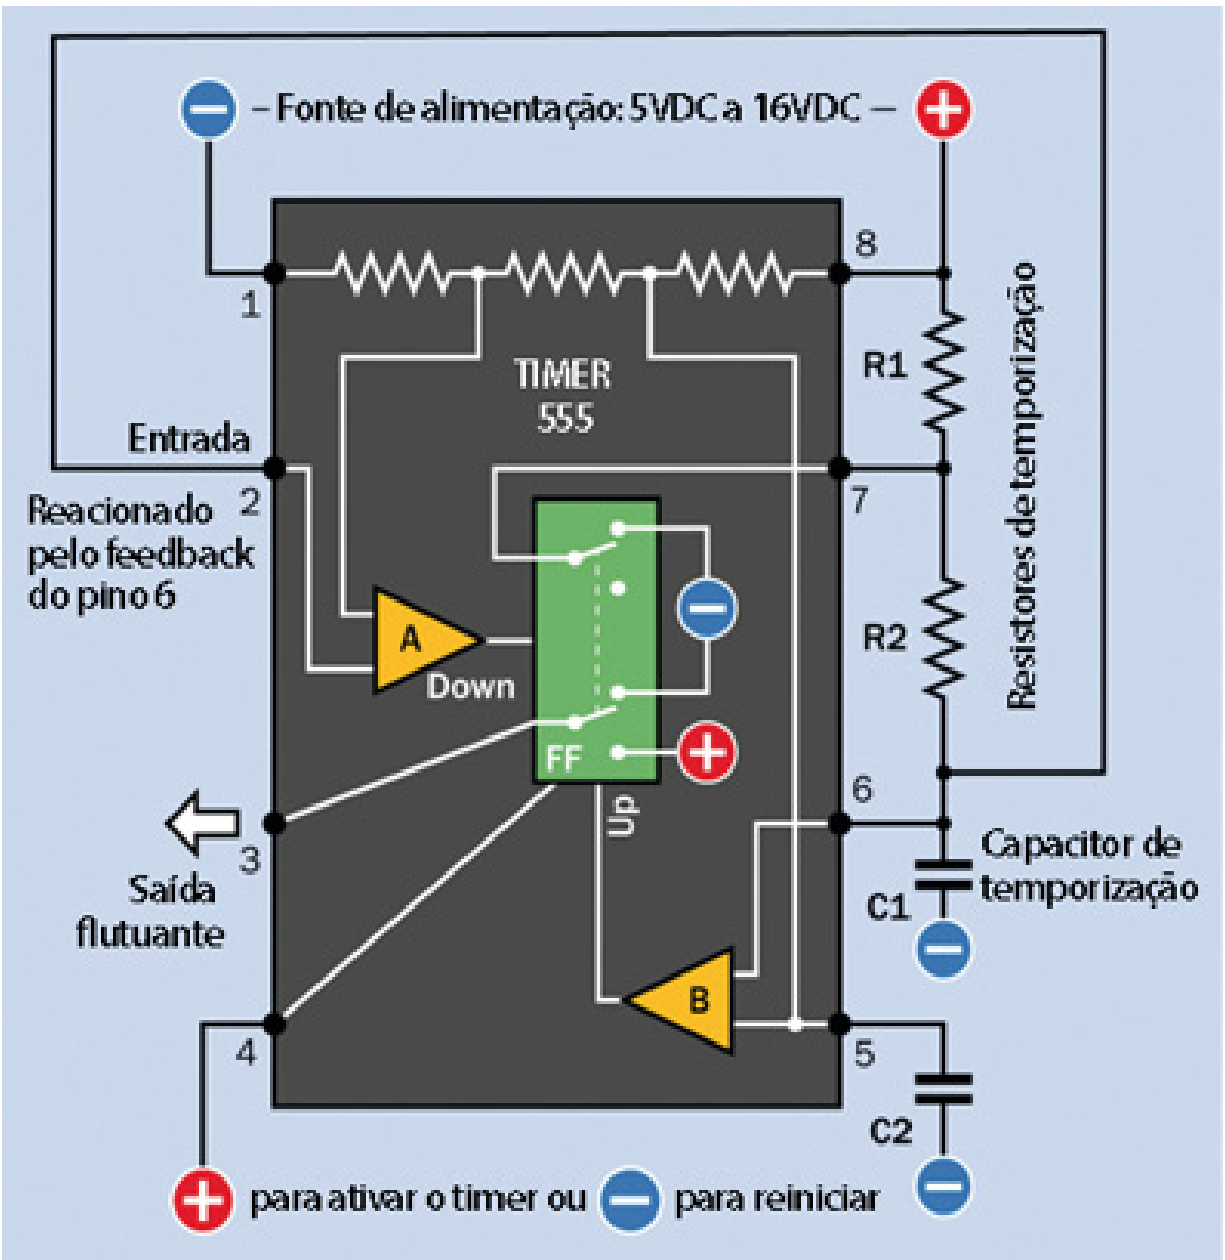 – Fonte de alimentação: 5VDC a 16VDC –
8
1
R1
Resistores de temporização
TIMER
555
Entrada
2
7
Reacionado
pelo feedback
do pino 6
A
Down
R2
FF
Up
6
3
Saída
flutuante
Capacitor de
temporização
C1
B
4
5
C2
+ para ativar o timer ou − para reiniciar